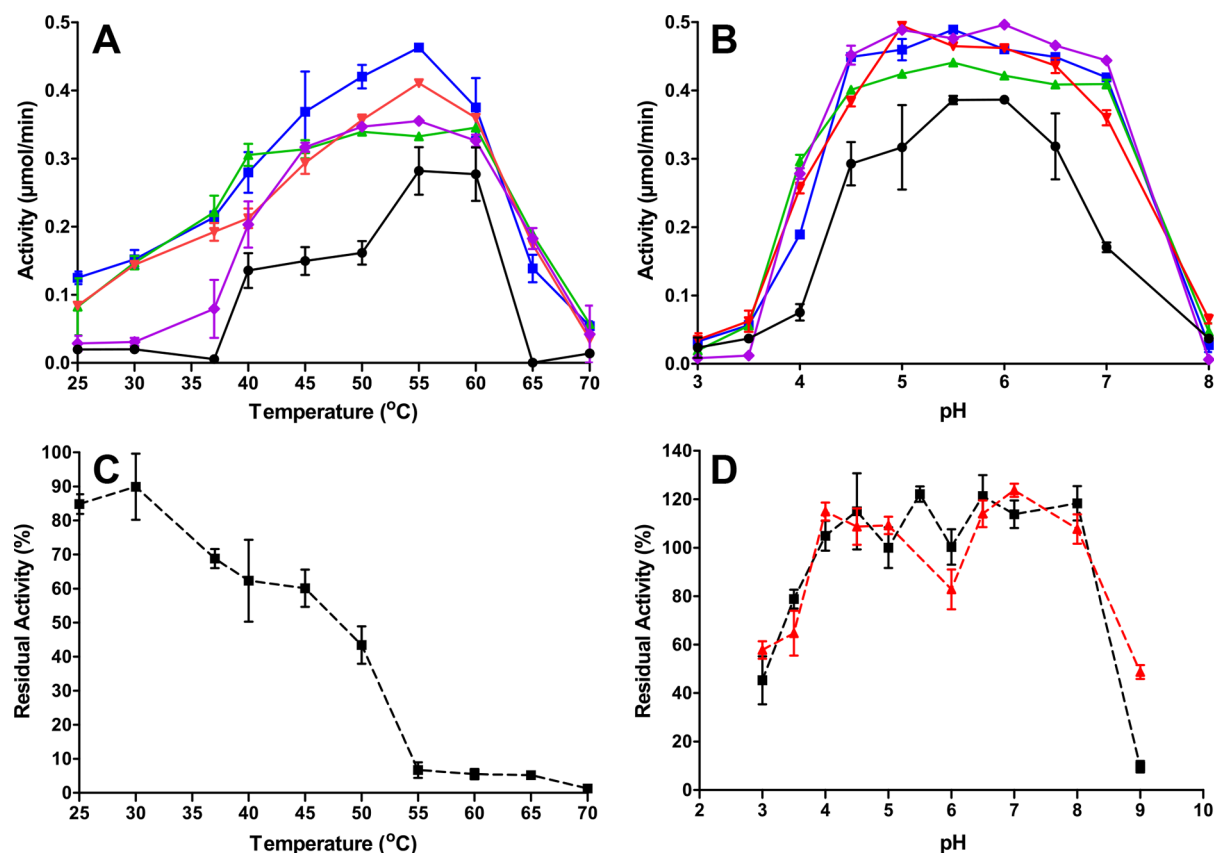 A
Activity (µmol/min)
0.5
0.4
0.3
0.2
0.1
0.0
25 30 35 40 45 50 55 60 65 70
Temperature (°C)
B
Activity (µmol/min)
0.5
0.4
0.3
0.2
0.1
0.0
3 4 5 6 7 8
pH
C
Residual Activity (%)
100
90
80
70
60
50
40
30
20
10
0
25 30 35 40 45 50 55 60 65 70
Temperature (°C)
D
Residual Activity (%)
140
120
100
80
60
40
20
0
2 3 4 5 6 7 8 9 10
pH